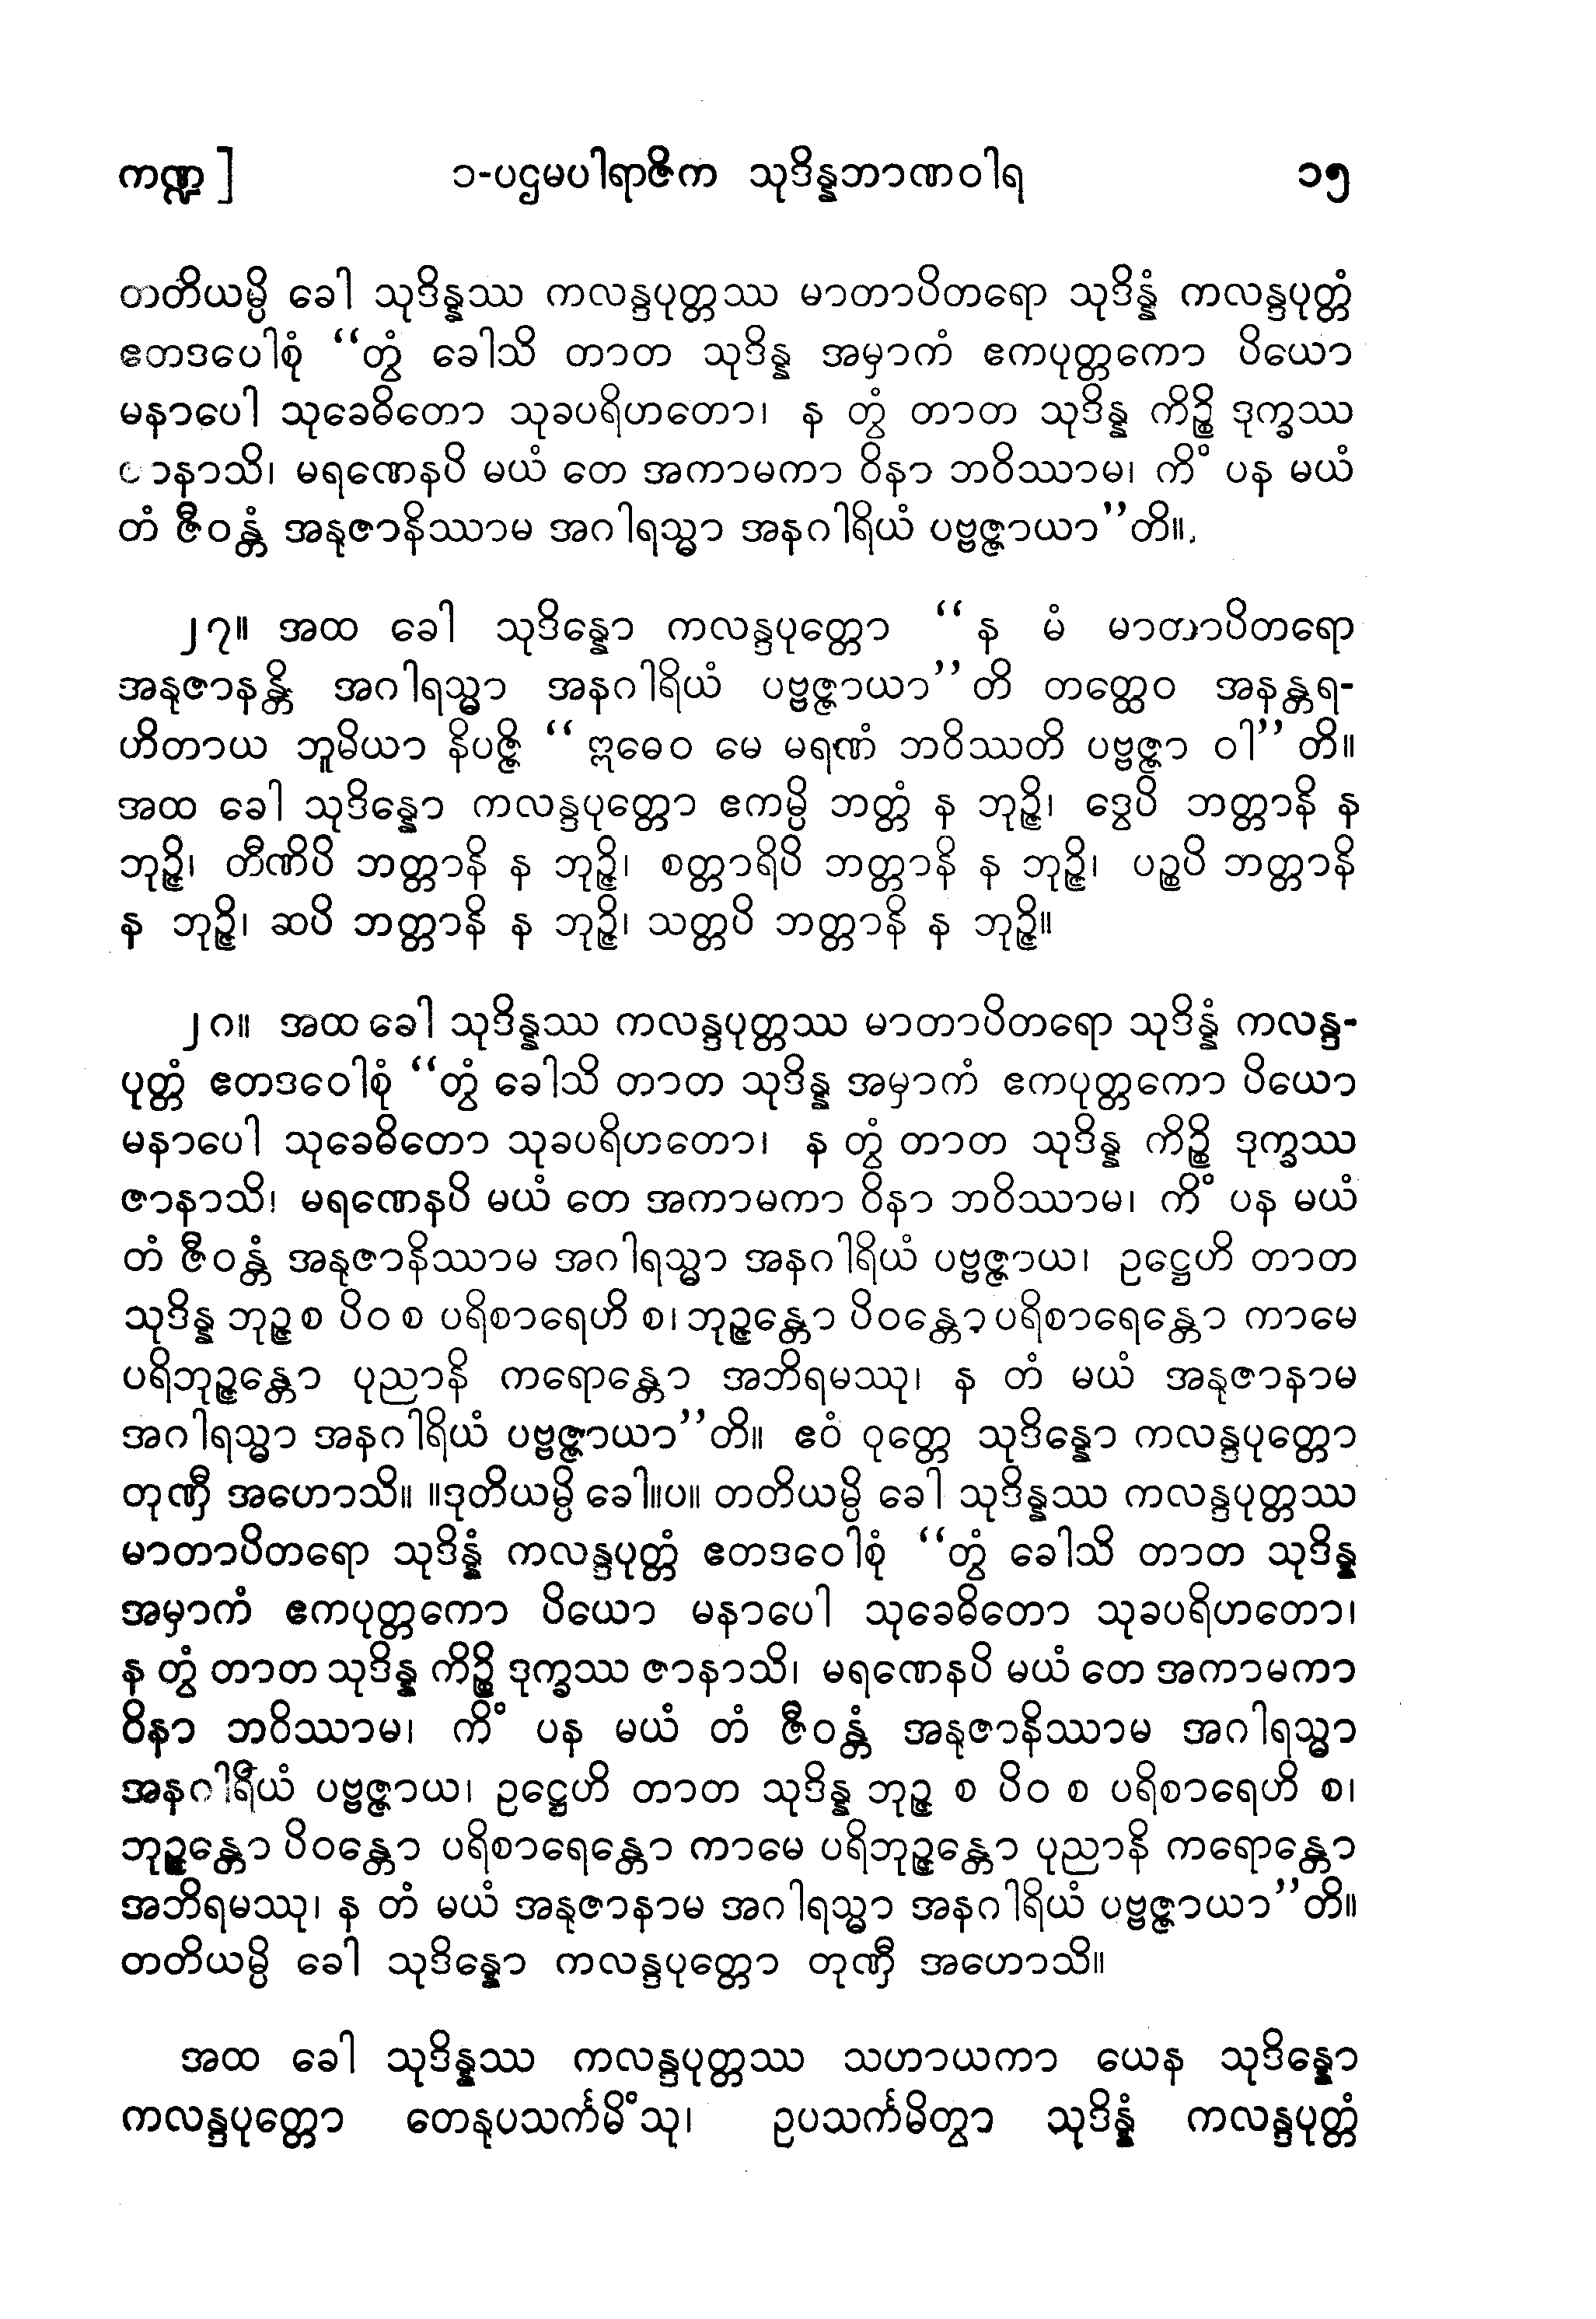 ကဏ္ဍ] ၁-ပဌမပါရာဇိက သုဒိန္နဘာဏဝါရ ၁၅
တတိယမ္ပိ ခေါ သုဒိန္နဿ ကလန္ဒပုတ္တဿ မာတာပိတရော သုဒိန္နံ ကလန္ဒပုတ္တံ
ဧတဒပေါစုံ “တွံ ခေါသိ တာတ သုဒိန္န အမှာကံ ဧကပုတ္တကော ပိယော
မနာပေါ သုခေဓိတော သုခပရိဟတော၊ န တွံ တာတ သုဒိန္န ကိဉ္စိ ဒုက္ခဿ
ဇာနာသိ၊ မရဏေနပိ မယံ တေ အကာမကာ ဝိနာ ဘဝိဿာမ၊ ကိံ ပန မယံ
တံ ဇီဝန္တံ အနုဇာနိဿာမ အဂါရသ္မာ အနဂါရိယံ ပဗ္ဗဇ္ဇာယာ”တိ။
၂၇။ အထ ခေါ သုဒိန္နော ကလန္ဒပုတ္တော “န မံ မာတာပိတရော
အနုဇာနန္တိ အဂါရသ္မာ အနဂါရိယံ ပဗ္ဗဇ္ဇာယာ”တိ တတ္ထေဝ အနန္တရ-
ဟိတာယ ဘူမိယာ နိပဇ္ဇိ “ဣဓေဝ မေ မရဏံ ဘဝိဿတိ ပဗ္ဗဇ္ဇာ ဝါ”တိ။
အထ ခေါ သုဒိန္နော ကလန္ဒပုတ္တော ဧကမ္ပိ ဘတ္တံ န ဘုဉ္ဇိ၊ ဒွေပိ ဘတ္တာနိ န
ဘုဉ္ဇိ၊ တီဏိပိ ဘတ္တာနိ န ဘုဉ္ဇိ၊ စတ္တာရိပိ ဘတ္တာနိ န ဘုဉ္ဇိ၊ ပဉ္စပိ ဘတ္တာနိ
န ဘုဉ္ဇိ၊ ဆပိ ဘတ္တာနိ န ဘုဉ္ဇိ၊ သတ္တပိ ဘတ္တာနိ န ဘုဉ္ဇိ။
၂၈။ အထ ခေါ သုဒိန္နဿ ကလန္ဒပုတ္တဿ မာတာပိတရော သုဒိန္နံ ကလန္ဒ-
ပုတ္တံ ဧတဒဝေါစုံ “တွံ ခေါသိ တာတ သုဒိန္န အမှာကံ ဧကပုတ္တကော ပိယော
မနာပေါ သုခေဓိတော သုခပရိဟတော၊ န တွံ တာတ သုဒိန္န ကိဉ္စိ ဒုက္ခဿ
ဇာနာသိ၊ မရဏေနပိ မယံ တေ အကာမကာ ဝိနာ ဘဝိဿာမ၊ ကိံ ပန မယံ
တံ ဇီဝန္တံ အနုဇာနိဿာမ အဂါရသ္မာ အနဂါရိယံ ပဗ္ဗဇ္ဇာယ၊ ဥဋ္ဌေဟိ တာတ
သုဒိန္န ဘုဉ္ဇ စ ပိဝ စ ပရိစာရေဟိ စ၊ ဘုဉ္ဇန္တော ပိဝန္တော ပရိစာရေန္တော ကာမေ
ပရိဘုဉ္ဇန္တော ပုညာနိ ကရောန္တော အဘိရမဿု၊ န တံ မယံ အနုဇာနာမ
အဂါရသ္မာ အနဂါရိယံ ပဗ္ဗဇ္ဇာယာ”တိ။ ဧဝံ ဝုတ္တေ သုဒိန္နော ကလန္ဒပုတ္တော
တုဏှီ အဟောသိ။ ။ဒုတိယမ္ပိ ခေါ။ပ။ တတိယမ္ပိ ခေါ သုဒိန္နဿ ကလန္ဒပုတ္တဿ
မာတာပိတရော သုဒိန္နံ ကလန္ဒပုတ္တံ ဧတဒဝေါစုံ “တွံ ခေါသိ တာတ သုဒိန္န
အမှာကံ ဧကပုတ္တကော ပိယော မနာပေါ သုခေဓိတော သုခပရိဟတော၊
န တွံ တာတ သုဒိန္န ကိဉ္စိ ဒုက္ခဿ ဇာနာသိ၊ မရဏေနပိ မယံ တေ အကာမကာ
ဝိနာ ဘဝိဿာမ၊ ကိံ ပန မယံ တံ ဇီဝန္တံ အနုဇာနိဿာမ အဂါရသ္မာ
အနဂါရိယံ ပဗ္ဗဇ္ဇာယ၊ ဥဋ္ဌေဟိ တာတ သုဒိန္န ဘုဉ္ဇ စ ပိဝ စ ပရိစာရေဟိ စ၊
ဘုဉ္ဇန္တော ပိဝန္တော ပရိစာရေန္တော ကာမေ ပရိဘုဉ္ဇန္တော ပုညာနိ ကရောန္တော
အဘိရမဿု၊ န တံ မယံ အနုဇာနာမ အဂါရသ္မာ အနဂါရိယံ ပဗ္ဗဇ္ဇာယာ”တိ။
တတိယမ္ပိ ခေါ သုဒိန္နော ကလန္ဒပုတ္တော တုဏှီ အဟောသိ။
အထ ခေါ သုဒိန္နဿ ကလန္ဒပုတ္တဿ သဟာယကာ ယေန သုဒိန္နော
ကလန္ဒပုတ္တော တေနုပသင်္ကမိံသု၊ ဥပသင်္ကမိတွာ သုဒိန္နံ ကလန္ဒပုတ္တံ